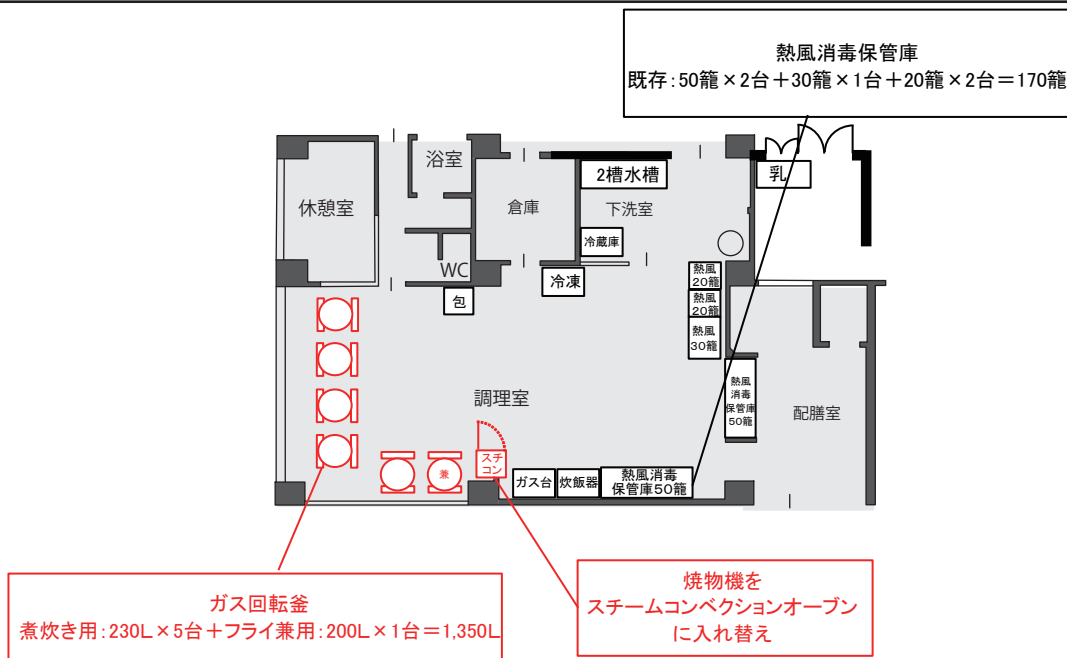 熱風消毒保管庫
既存:50籠×2台+30籠×1台+20籠×2台=170籠
浴室
2槽水槽
乳
休憩室
倉庫
下洗室
冷蔵庫
WC
冷凍
包
熱風
20籠
熱風
20籠
熱風
30籠
調理室
熱風
消毒
保管庫
50籠
配膳室
兼
スチ
コン
ガス台
炊飯器
熱風消毒
保管庫50籠
ガス回転釜
煮炊き用:230L×5台+フライ兼用:200L×1台=1,350L
焼物機を
スチームコンベクションオーブン
に入れ替え